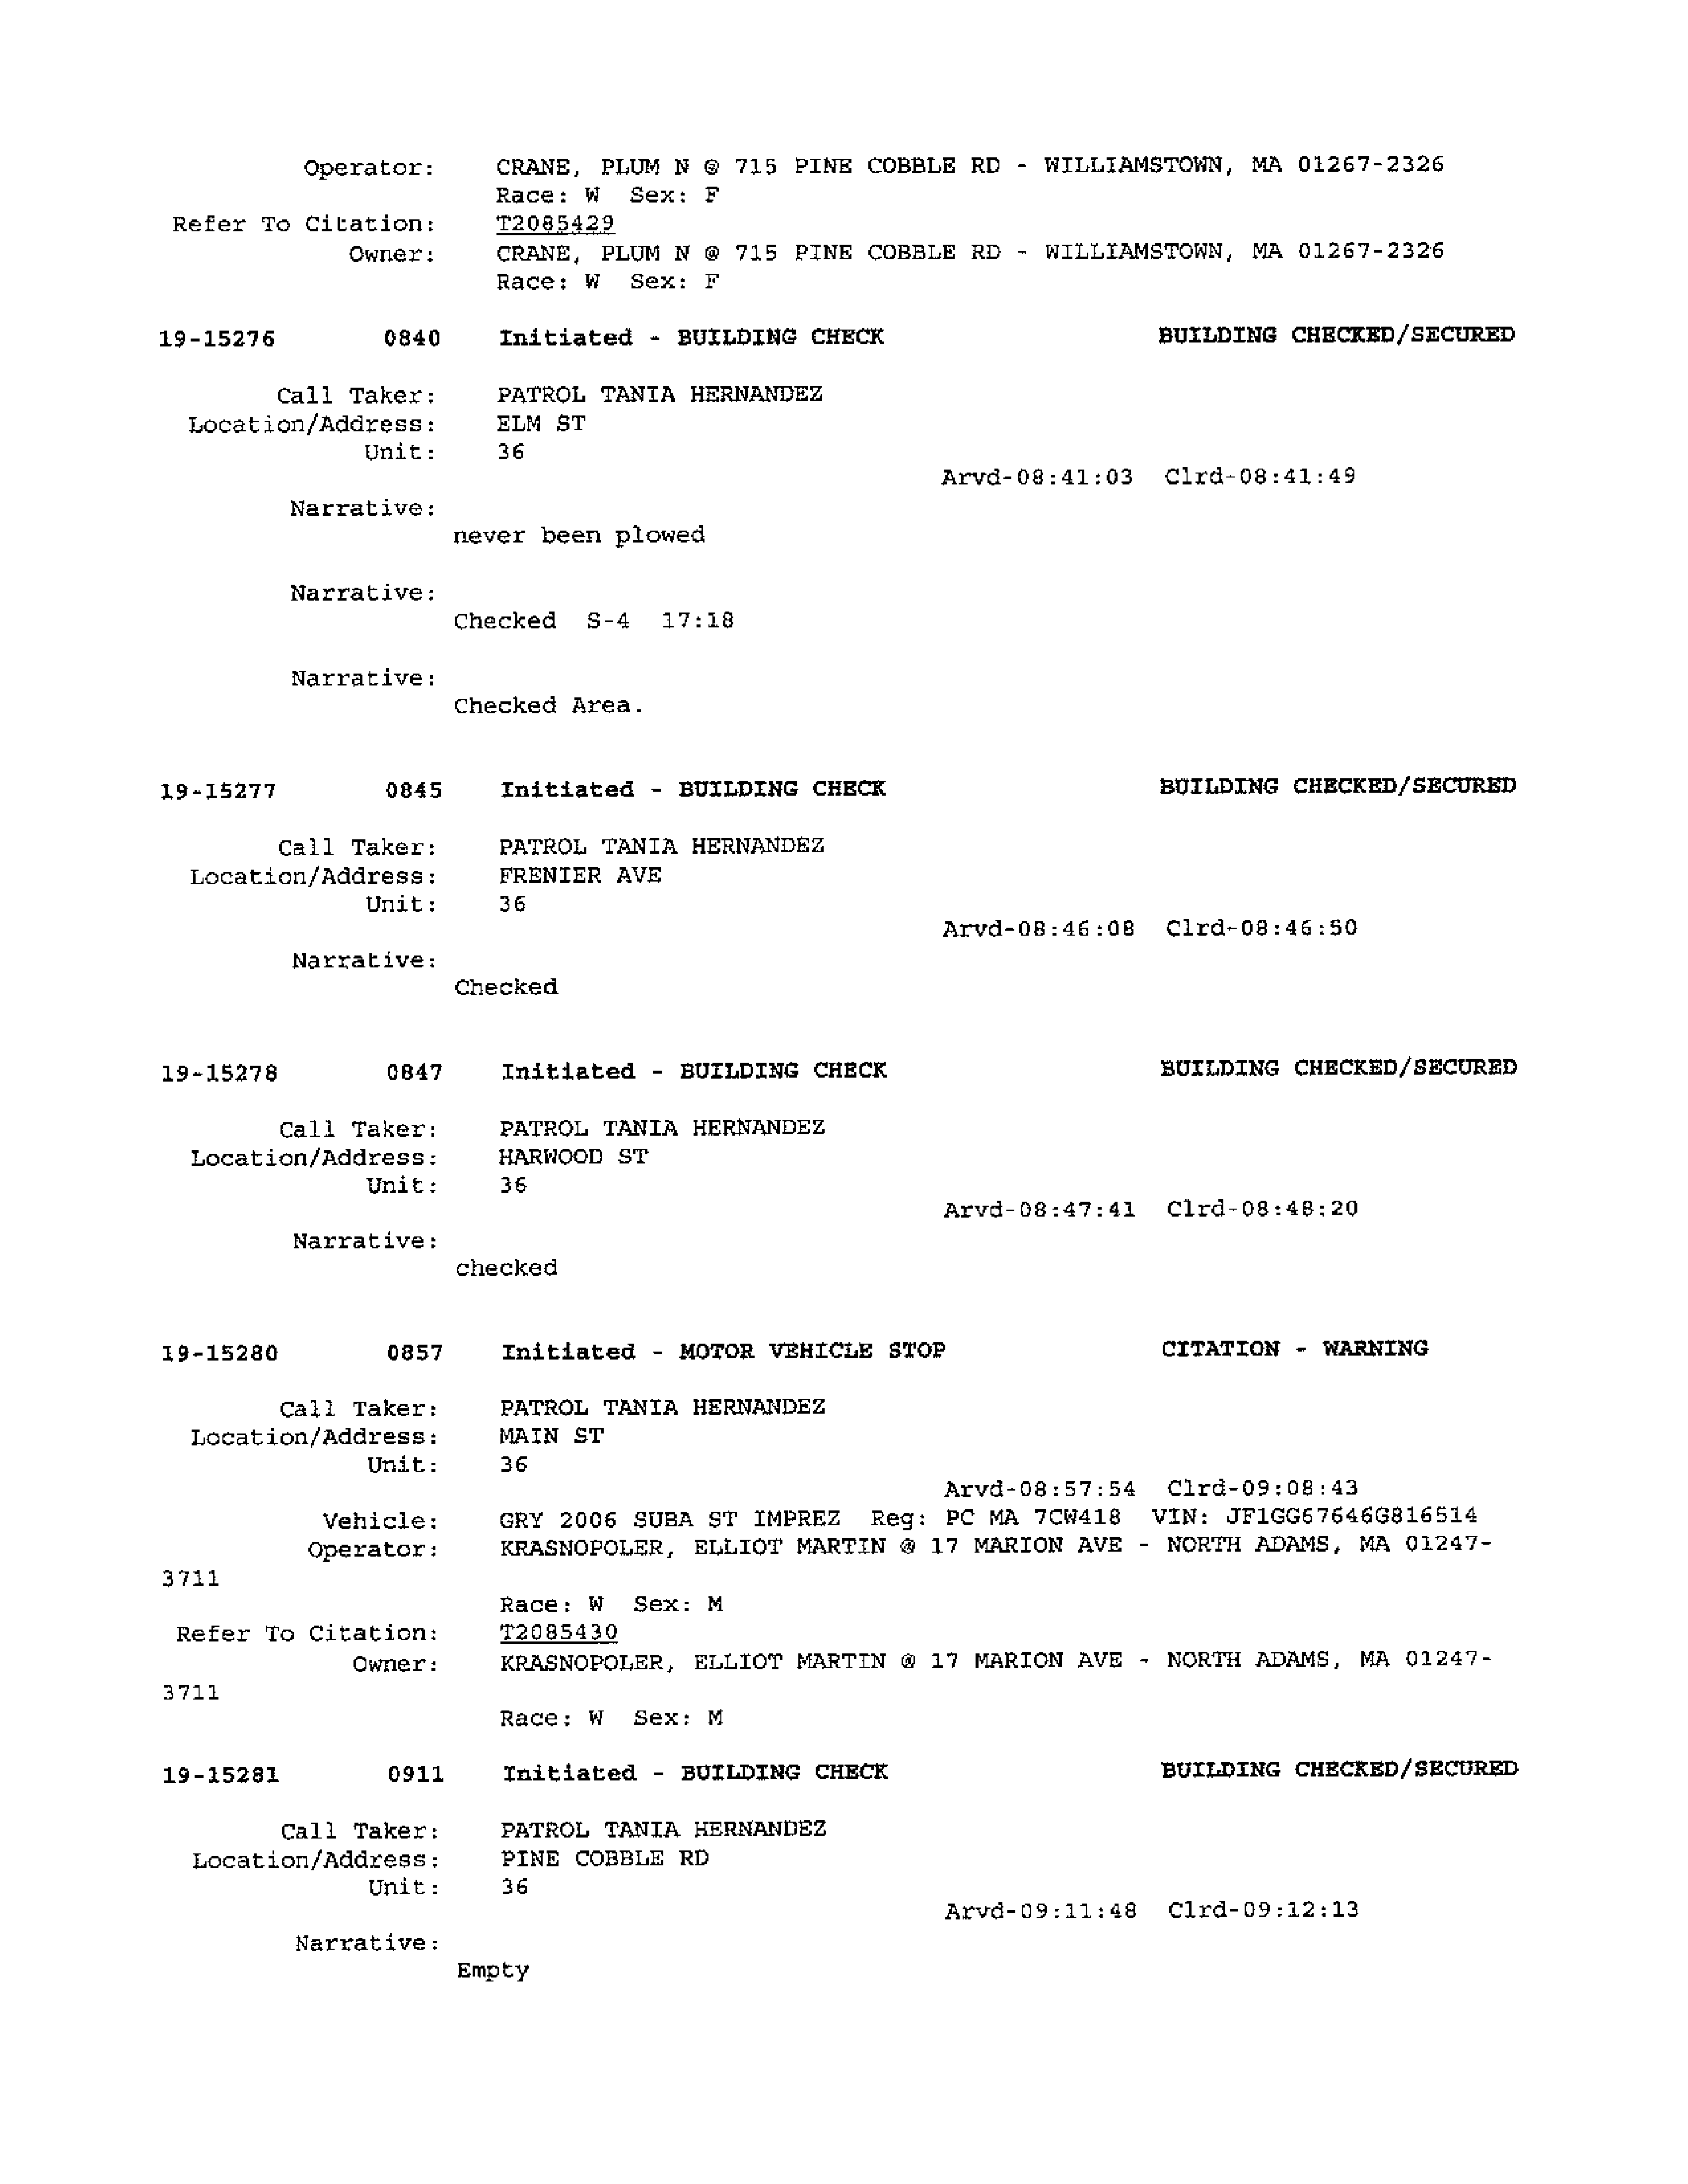 Operator: CRANE, PLUM N @ 715 PINE COBBLE RD - WILLIAMSTOWN, MA 01267-2326
Race: W Sex: F
Refer To Citation: T2085429
Owner: CRANE, PLUM N @ 715 PINE COBBLE RD - WILLIAMSTOWN, MA 01267-2326
Race: W Sex: F
19-15276 0840 Initiated - BUILDING CHECK BUILDING CHECKED/SECURED
Call Taker: PATROL TANIA HERNANDEZ
Location/Address: ELM ST
Unit: 36
Arvd-08:41:03 Clrd-08:41:49
Narrative:
never been plowed
Narrative:
Checked S-4 17:18
Narrative:
Checked Area.
19-15277 0845 Initiated - BUILDING CHECK BUILDING CHECKED/SECURED
Call Taker: PATROL TANIA HERNANDEZ
Location/Address: FRENIER AVE
Unit: 36
Arvd-08:46:08 Clrd-08:46:50
Narrative:
Checked
19-15278 0847 Initiated - BUILDING CHECK BUILDING CHECKED/SECURED
Call Taker: PATROL TANIA HERNANDEZ
Location/Address: HARWOOD ST
Unit: 36
Arvd-08:47:41 Clrd-08:48:20
Narrative:
checked
19-15280 0857 Initiated - MOTOR VEHICLE STOP CITATION - WARNING
Call Taker: PATROL TANIA HERNANDEZ
Location/Address: MAIN ST
Unit: 36
Arvd-08:57:54 Clrd-09:08:43
Vehicle: GRY 2006 SUBA ST IMPREZ Reg: PC MA 7CW418 VIN: JF1GG67646G816514
Operator: KRASNOPOLER, ELLIOT MARTIN @ 17 MARION AVE - NORTH ADAMS, MA 01247-
3711
Race: W Sex: M
Refer To Citation: T2085430
Owner: KRASNOPOLER, ELLIOT MARTIN @ 17 MARION AVE - NORTH ADAMS, MA 01247-
3711
Race: W Sex: M
19-15281 0911 Initiated - BUILDING CHECK BUILDING CHECKED/SECURED
Call Taker: PATROL TANIA HERNANDEZ
Location/Address: PINE COBBLE RD
Unit: 36
Arvd-09:11:48 Clrd-09:12:13
Narrative:
Empty